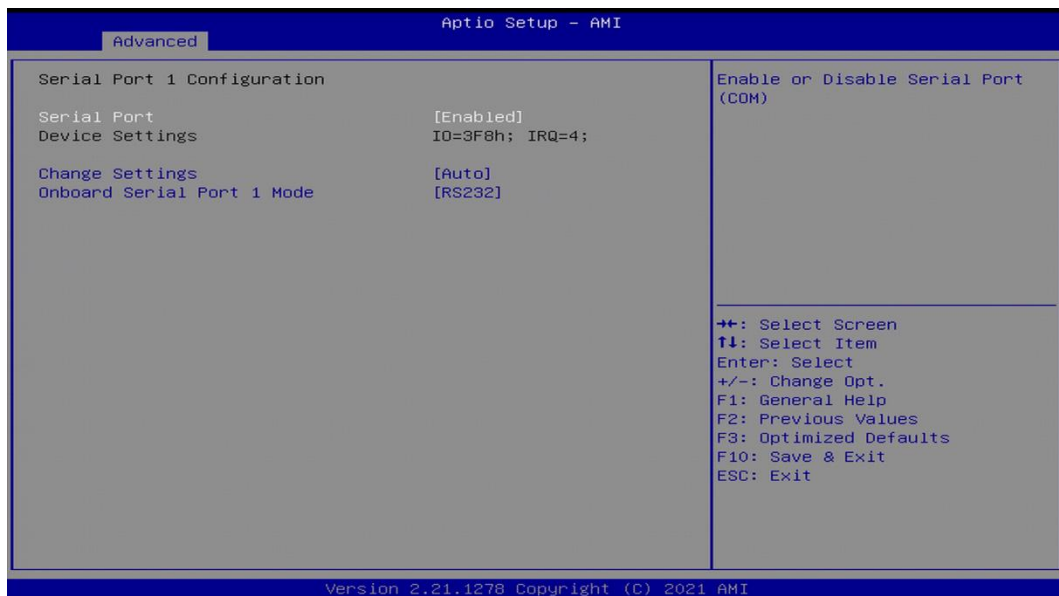 Aptio Setup – AMI
Advanced
Serial Port 1 Configuration
Serial Port [Enabled]
Device Settings IO=3F8h; IRQ=4;
Change Settings [Auto]
Onboard Serial Port 1 Mode [RS232]
Enable or Disable Serial Port
(COM)
→←: Select Screen
↑↓: Select Item
Enter: Select
+/-: Change Opt.
F1: General Help
F2: Previous Values
F3: Optimized Defaults
F10: Save & Exit
ESC: Exit
Version 2.21.1278 Copyright (C) 2021 AMI